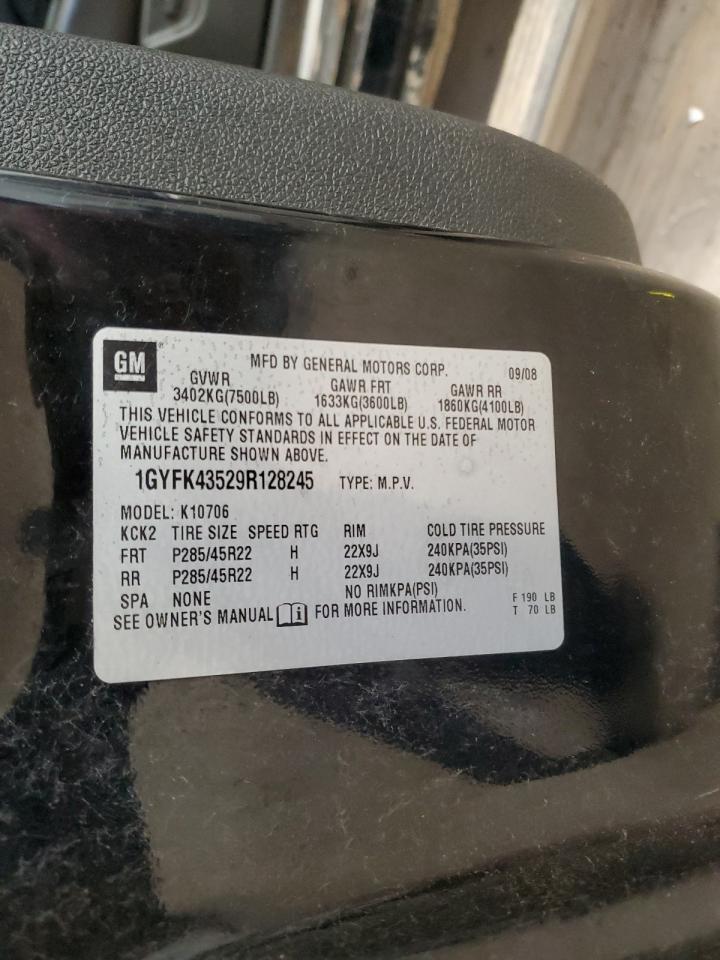 GM
MFD BY GENERAL MOTORS CORP. 09/08
GVWR GAWR FRT GAWR RR
3402KG(7500LB) 1633KG(3600LB) 1860KG(4100LB)
THIS VEHICLE CONFORMS TO ALL APPLICABLE U.S. FEDERAL MOTOR
VEHICLE SAFETY STANDARDS IN EFFECT ON THE DATE OF
MANUFACTURE SHOWN ABOVE.
1GYFK43529R128245 TYPE: M.P.V.
MODEL: K10706
KCK2 TIRE SIZE SPEED RTG RIM COLD TIRE PRESSURE
FRT P285/45R22 H 22X9J 240KPA(35PSI)
RR P285/45R22 H 22X9J 240KPA(35PSI)
SPA NONE NO RIMKPA(PSI)
SEE OWNER'S MANUAL i FOR MORE INFORMATION.
F 190 LB
T 70 LB